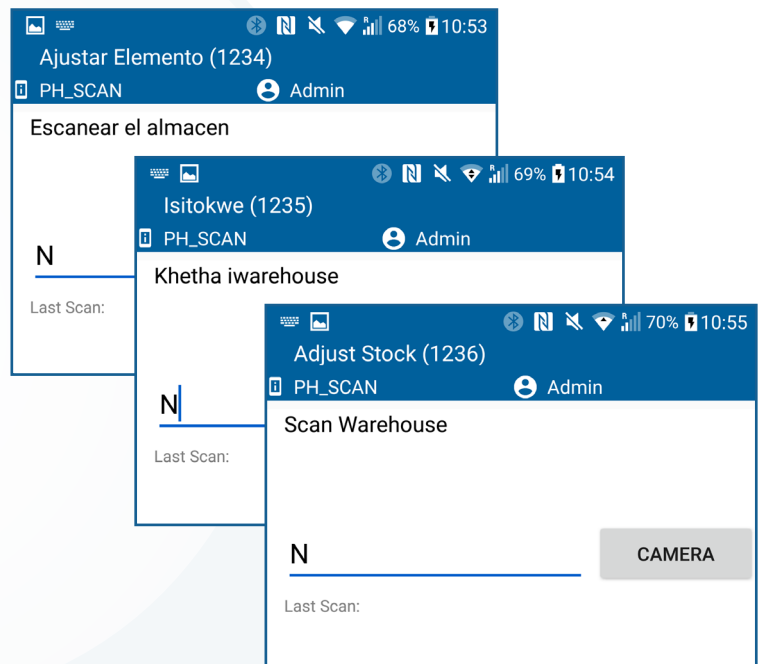 68% 10:53
Ajustar Elemento (1234)
PH_SCAN Admin
Escanear el almacen
N
Last Scan:
R 69% 10:54
Isitokwe (1235)
PH_SCAN Admin
Khetha iwarehouse
N
Last Scan:
R 70% 10:55
Adjust Stock (1236)
PH_SCAN Admin
Scan Warehouse
N CAMERA
Last Scan: